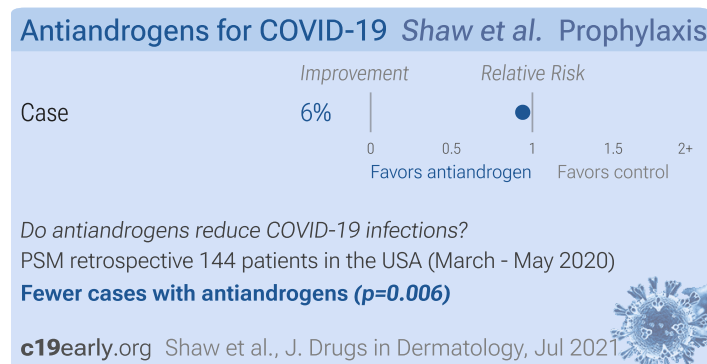 Antiandrogens for COVID-19 Shaw et al. Prophylaxis
Improvement Relative Risk
Case 6%
0 0.5 1 1.5 2+
Favors antiandrogen Favors control
Do antiandrogens reduce COVID-19 infections?
PSM retrospective 144 patients in the USA (March - May 2020)
Fewer cases with antiandrogens (p=0.006)
c19early.org Shaw et al., J. Drugs in Dermatology, Jul 2021